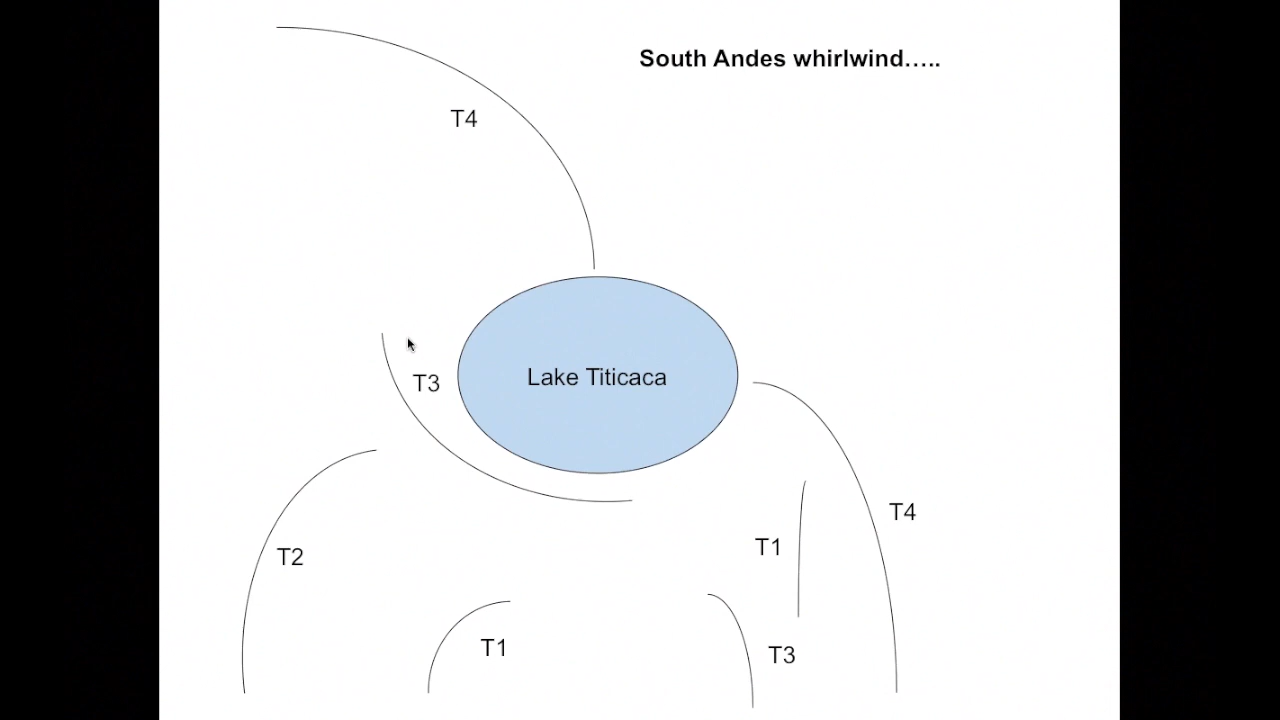 South Andes whirlwind…..
T4
T3
Lake Titicaca
T4
T1
T2
T1
T3